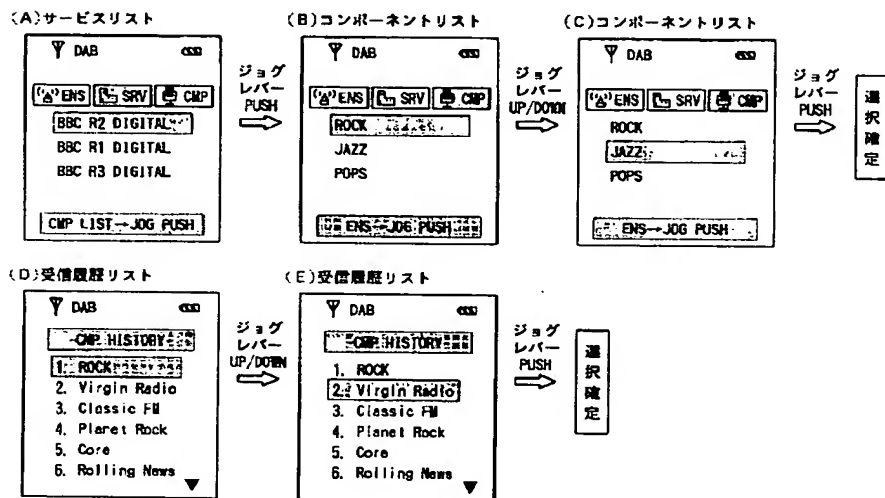 (A)サービスリスト
DAB
ENS SRV CMP
BBC R2 DIGITAL
BBC R1 DIGITAL
BBC R3 DIGITAL
CMP LIST→JOG PUSH
ジョグ
レバー
PUSH
(B)コンポーネントリスト
DAB
ENS SRV CMP
ROCK
JAZZ
POPS
ENS→JOG PUSH
ジョグ
レバー
UP/DOWN
(C)コンポーネントリスト
DAB
ENS SRV CMP
ROCK
JAZZ
POPS
ENS→JOG PUSH
ジョグ
レバー
PUSH
選択確定
(D)受信履歴リスト
DAB
CMP HISTORY
1. ROCK
2. Virgin Radio
3. Classic FM
4. Planet Rock
5. Core
6. Rolling News
ジョグ
レバー
UP/DOWN
(E)受信履歴リスト
DAB
CMP HISTORY
1. ROCK
2. Virgin Radio
3. Classic FM
4. Planet Rock
5. Core
6. Rolling News
ジョグ
レバー
PUSH
選択確定